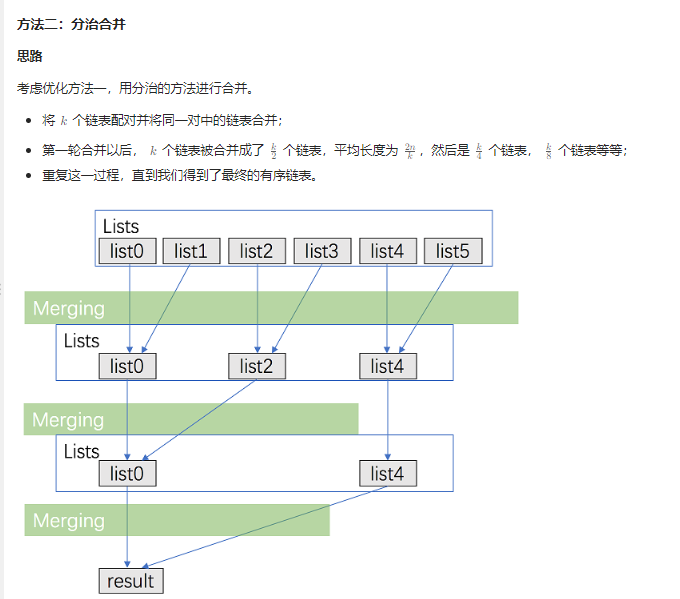 方法二：分治合并
思路
考虑优化方法一，用分治的方法进行合并。
将 k 个链表配对并将同一对中的链表合并；
第一轮合并以后， k 个链表被合并成了 k/2 个链表，平均长度为 2n/k ，然后是 k/4 个链表， k/8 个链表等等；
重复这一过程，直到我们得到了最终的有序链表。
Lists
list0 list1 list2 list3 list4 list5
Merging
Lists
list0 list2 list4
Merging
Lists
list0 list4
Merging
result